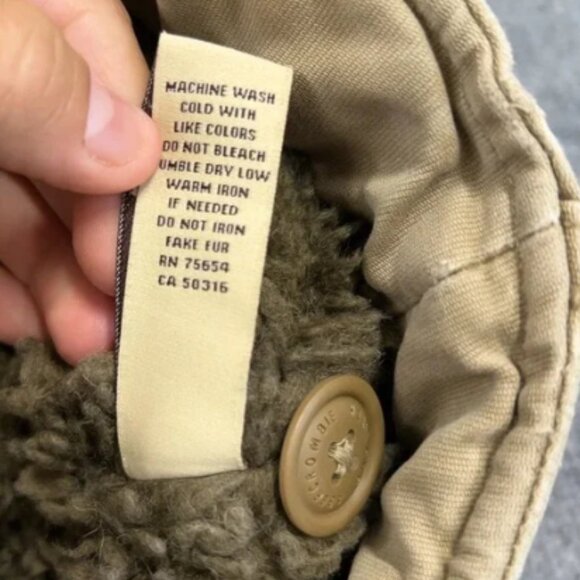 MACHINE WASH
COLD WITH
LIKE COLORS
DO NOT BLEACH
UMBLE DRY LOW
WARM IRON
IF NEEDED
DO NOT IRON
FAKE FUR
RN 75654
CA 50316